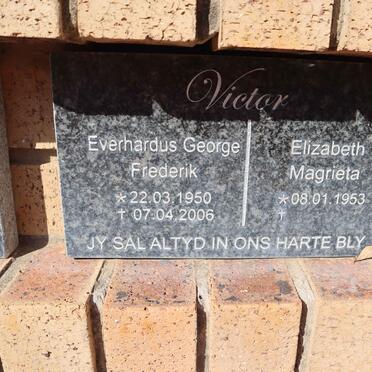 Victor
Everhardus George Elizabeth
Frederik Magrieta
* 22.03.1950 * 08.01.1953
† 07.04.2006 †
JY SAL ALTYD IN ONS HARTE BLY